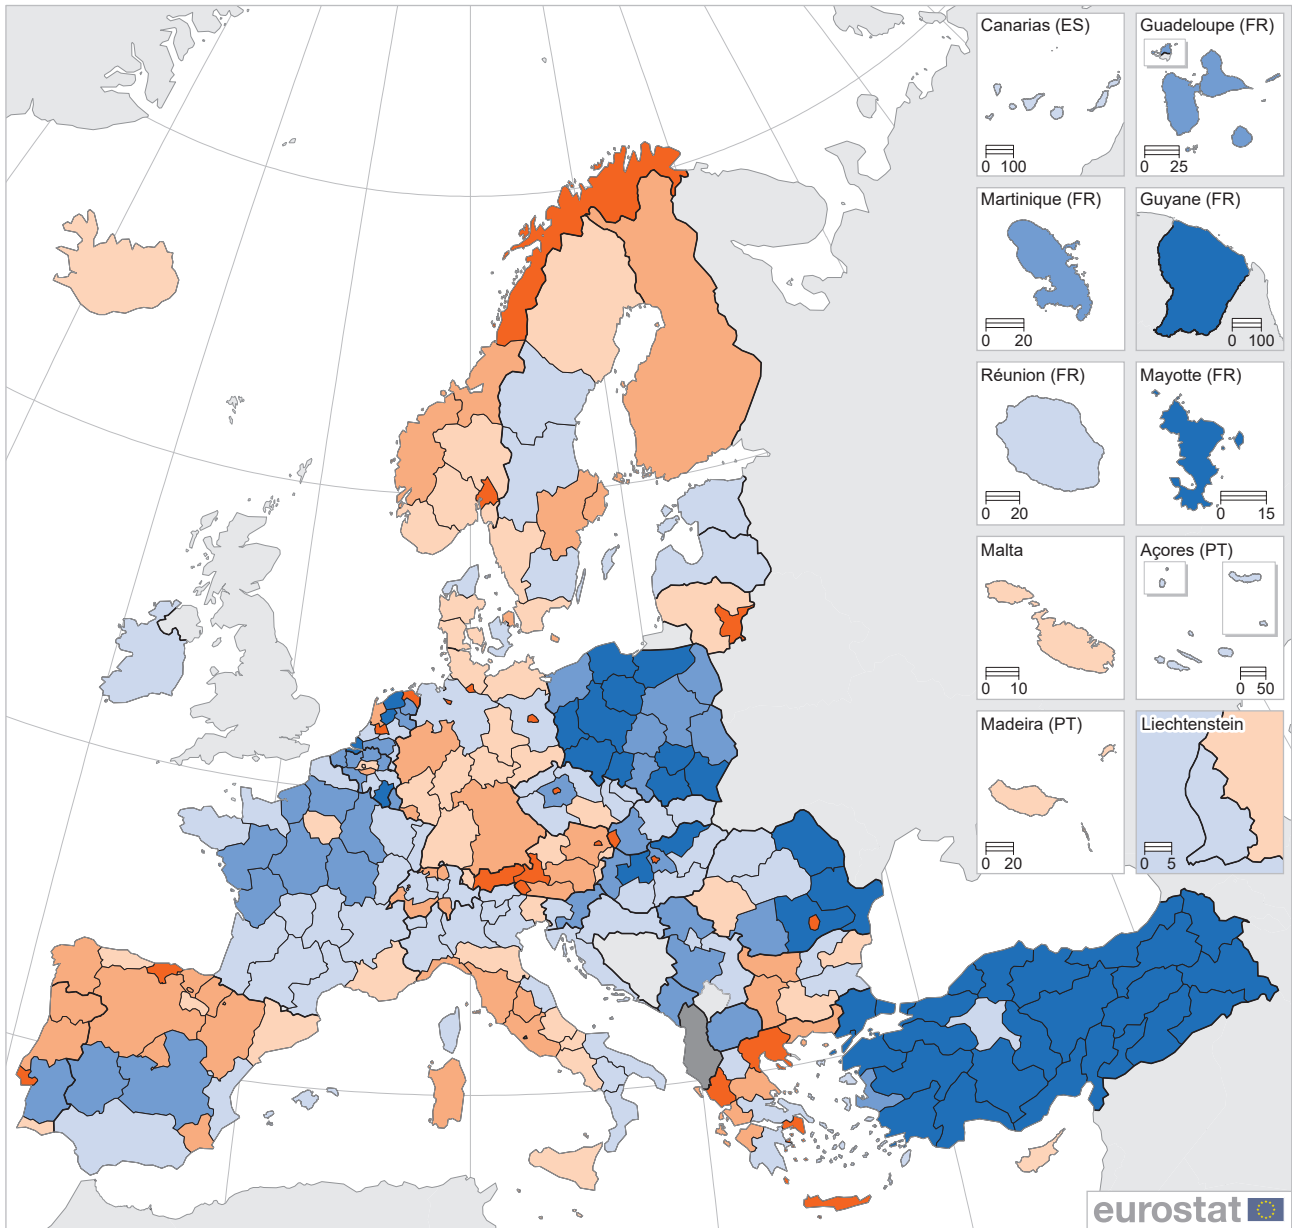 Canarias (ES)
0 100
Guadeloupe (FR)
0 25
Martinique (FR)
0 20
Guyane (FR)
0 100
Réunion (FR)
0 20
Mayotte (FR)
0 15
Malta
0 10
Açores (PT)
0 50
Madeira (PT)
0 20
Liechtenstein
0 5
eurostat